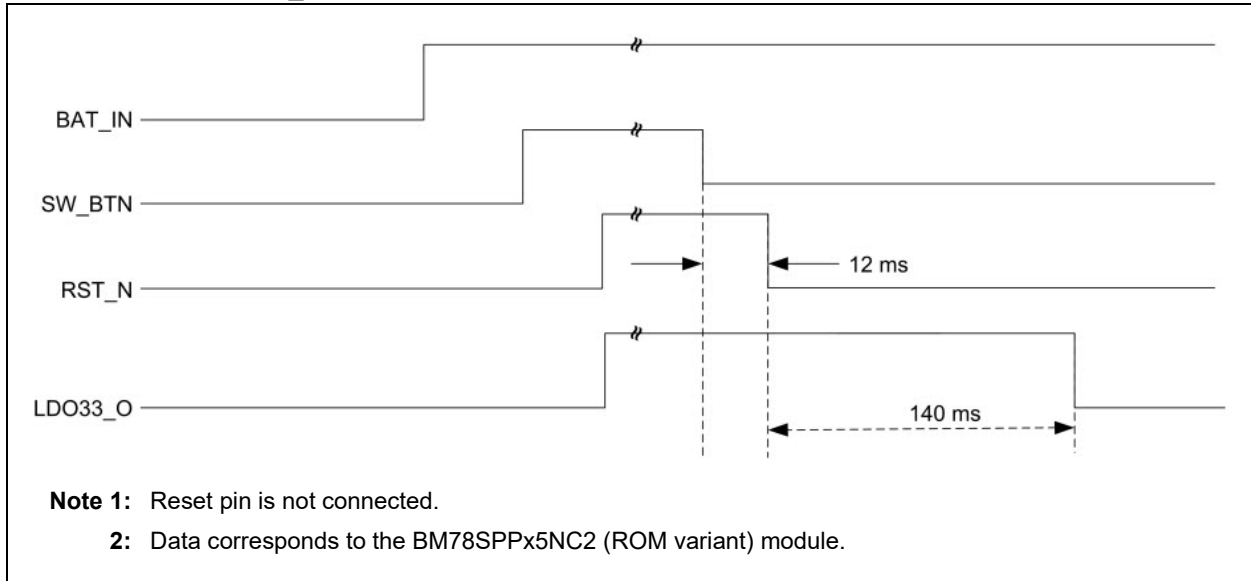 BAT_IN
SW_BTN
12 ms
RST_N
LDO33_O
140 ms
Note 1: Reset pin is not connected.
2: Data corresponds to the BM78SPPx5NC2 (ROM variant) module.